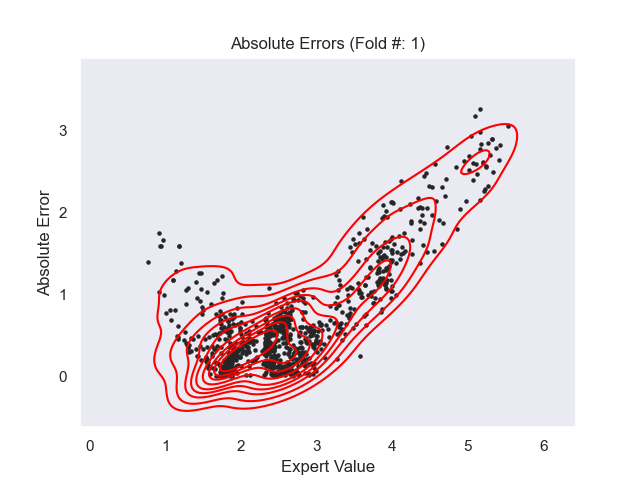 Absolute Errors (Fold #: 1)
3
2
1
0
Absolute Error
0 1 2 3 4 5 6
Expert Value